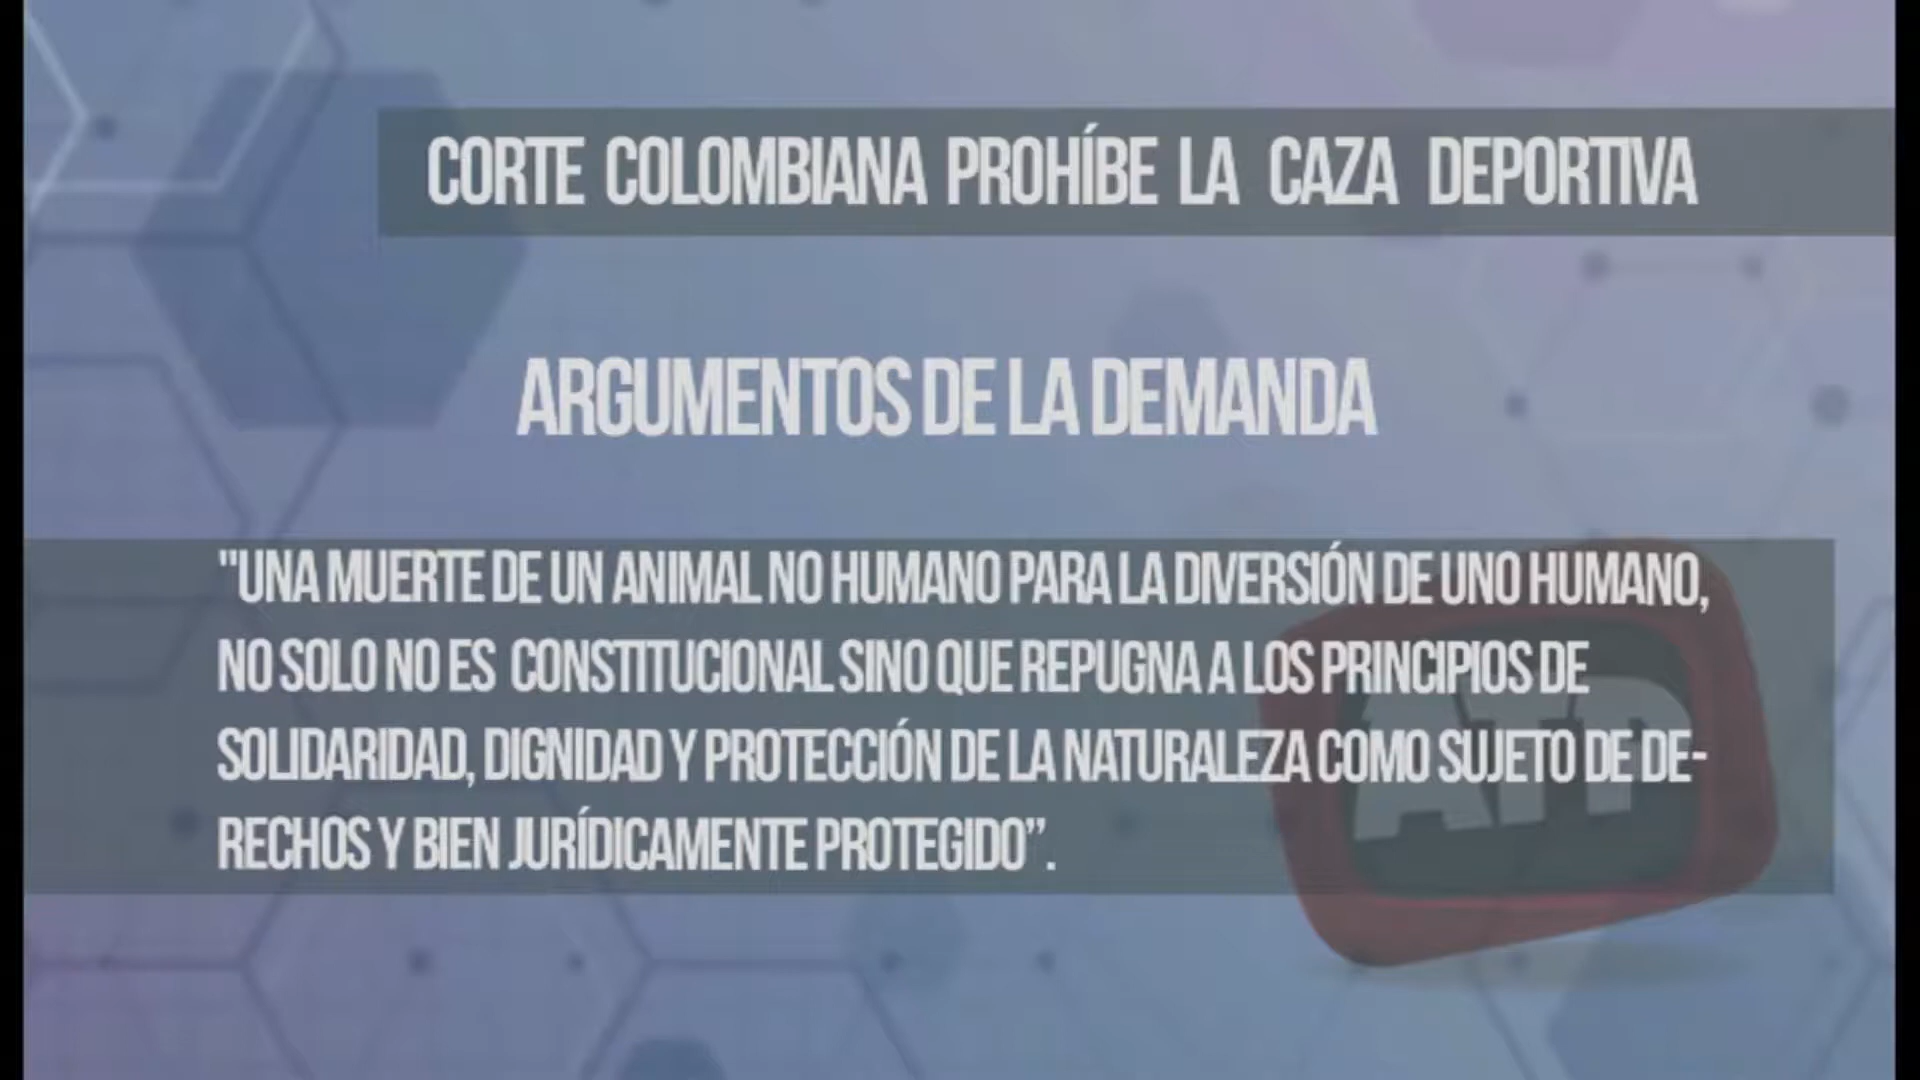 CORTE COLOMBIANA PROHÍBE LA CAZA DEPORTIVA
ARGUMENTOS DE LA DEMANDA
"UNA MUERTE DE UN ANIMAL NO HUMANO PARA LA DIVERSIÓN DE UNO HUMANO,
NO SOLO NO ES CONSTITUCIONAL SINO QUE REPUGNA A LOS PRINCIPIOS DE
SOLIDARIDAD, DIGNIDAD Y PROTECCIÓN DE LA NATURALEZA COMO SUJETO DE DE-
RECHOS Y BIEN JURÍDICAMENTE PROTEGIDO”.